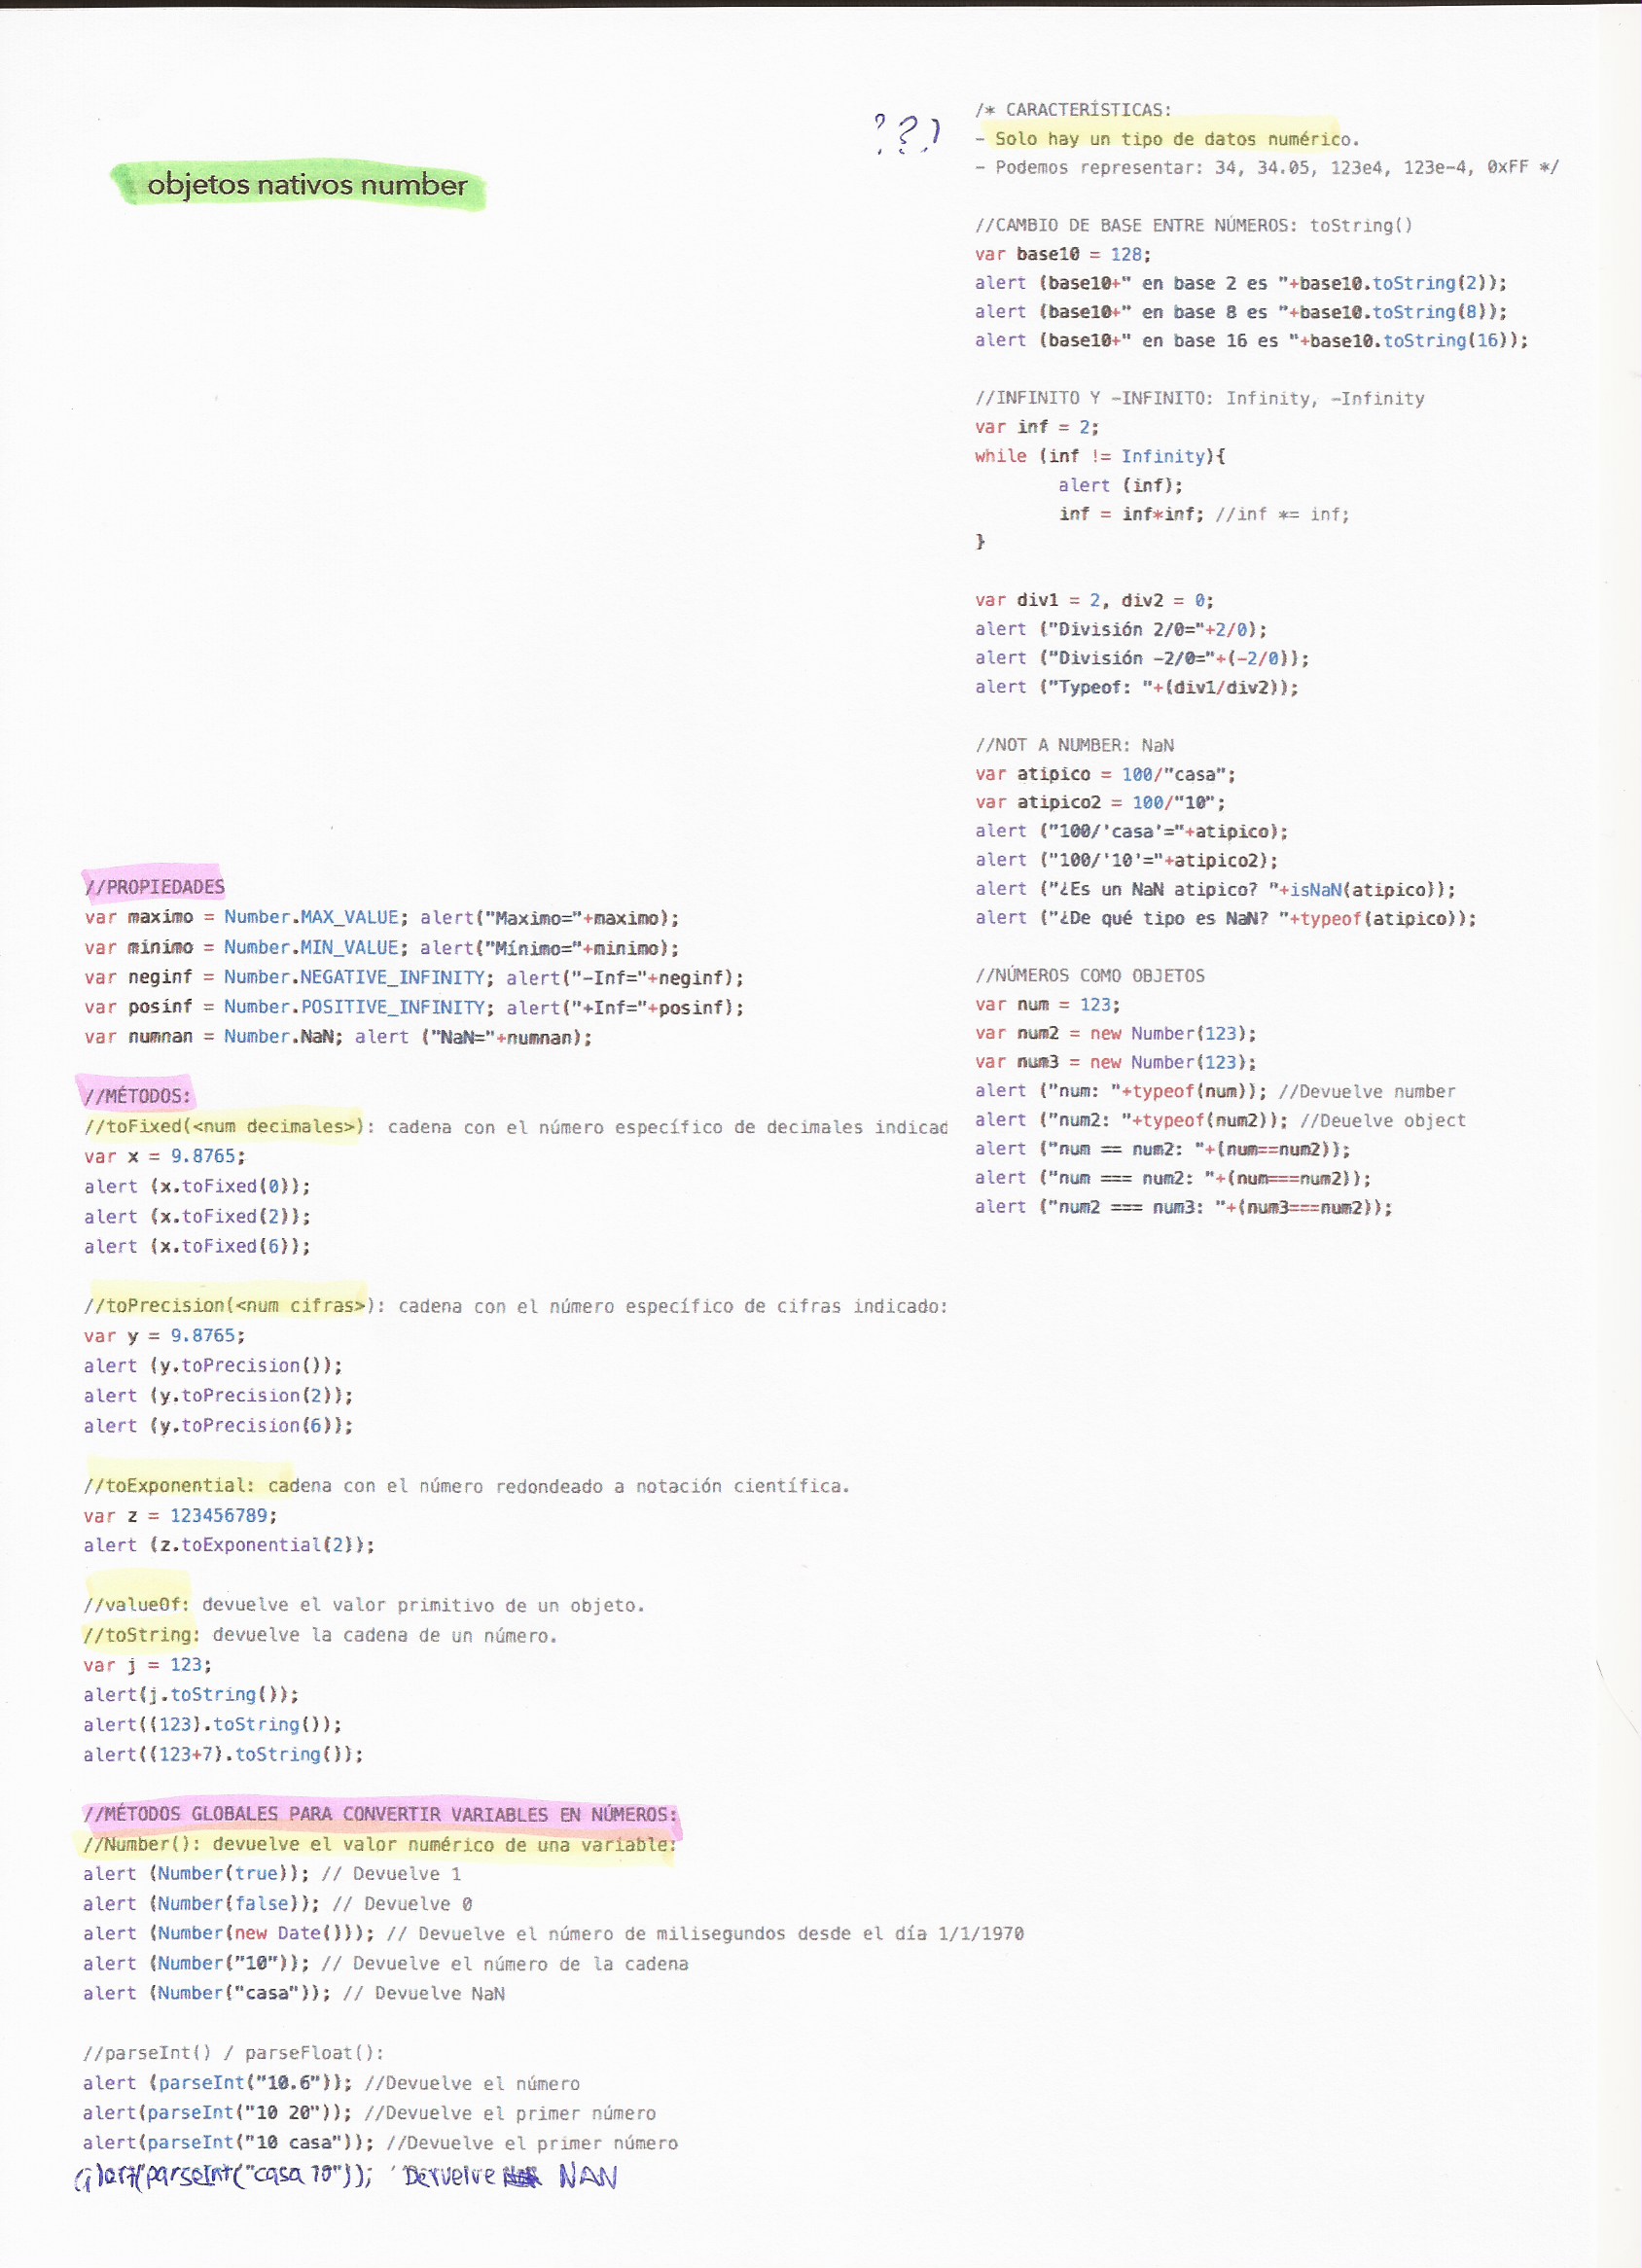 objetos nativos number
//PROPIEDADES
var maximo = Number.MAX_VALUE; alert("Maximo="+maximo);
var minimo = Number.MIN_VALUE; alert("Mínimo="+minimo);
var neginf = Number.NEGATIVE_INFINITY; alert("-Inf="+neginf);
var posinf = Number.POSITIVE_INFINITY; alert("+Inf="+posinf);
var numnan = Number.NaN; alert ("NaN="+numnan);
//MÉTODOS:
//toFixed(<num decimales>): cadena con el número específico de decimales indicad
var x = 9.8765;
alert (x.toFixed(0));
alert (x.toFixed(2));
alert (x.toFixed(6));
//toPrecision(<num cifras>): cadena con el número específico de cifras indicado:
var y = 9.8765;
alert (y.toPrecision());
alert (y.toPrecision(2));
alert (y.toPrecision(6));
//toExponential: cadena con el número redondeado a notación científica.
var z = 123456789;
alert (z.toExponential(2));
//valueOf: devuelve el valor primitivo de un objeto.
//toString: devuelve la cadena de un número.
var j = 123;
alert(j.toString());
alert((123).toString());
alert((123+7).toString());
//MÉTODOS GLOBALES PARA CONVERTIR VARIABLES EN NÚMEROS:
//Number(): devuelve el valor numérico de una variable:
alert (Number(true)); // Devuelve 1
alert (Number(false)); // Devuelve 0
alert (Number(new Date())); // Devuelve el número de milisegundos desde el día 1/1/1970
alert (Number("10")); // Devuelve el número de la cadena
alert (Number("casa")); // Devuelve NaN
//parseInt() / parseFloat():
alert (parseInt("10.6")); //Devuelve el número
alert(parseInt("10 20")); //Devuelve el primer número
alert(parseInt("10 casa")); //Devuelve el primer número
alert(parseInt("casa 10")); Devuelve NAN
???
/* CARACTERÍSTICAS:
- Solo hay un tipo de datos numérico.
- Podemos representar: 34, 34.05, 123e4, 123e-4, 0xFF */
//CAMBIO DE BASE ENTRE NÚMEROS: toString()
var base10 = 128;
alert (base10+" en base 2 es "+base10.toString(2));
alert (base10+" en base 8 es "+base10.toString(8));
alert (base10+" en base 16 es "+base10.toString(16));
//INFINITO Y -INFINITO: Infinity, -Infinity
var inf = 2;
while (inf != Infinity){
alert (inf);
inf = inf*inf; //inf *= inf;
}
var div1 = 2, div2 = 0;
alert ("División 2/0="+2/0);
alert ("División -2/0="+(-2/0));
alert ("Typeof: "+(div1/div2));
//NOT A NUMBER: NaN
var atipico = 100/"casa";
var atipico2 = 100/"10";
alert ("100/'casa'="+atipico);
alert ("100/'10'="+atipico2);
alert ("¿Es un NaN atipico? "+isNaN(atipico));
alert ("¿De qué tipo es NaN? "+typeof(atipico));
//NÚMEROS COMO OBJETOS
var num = 123;
var num2 = new Number(123);
var num3 = new Number(123);
alert ("num: "+typeof(num)); //Devuelve number
alert ("num2: "+typeof(num2)); //Deuelve object
alert ("num == num2: "+(num==num2));
alert ("num === num2: "+(num===num2));
alert ("num2 === num3: "+(num3===num2));